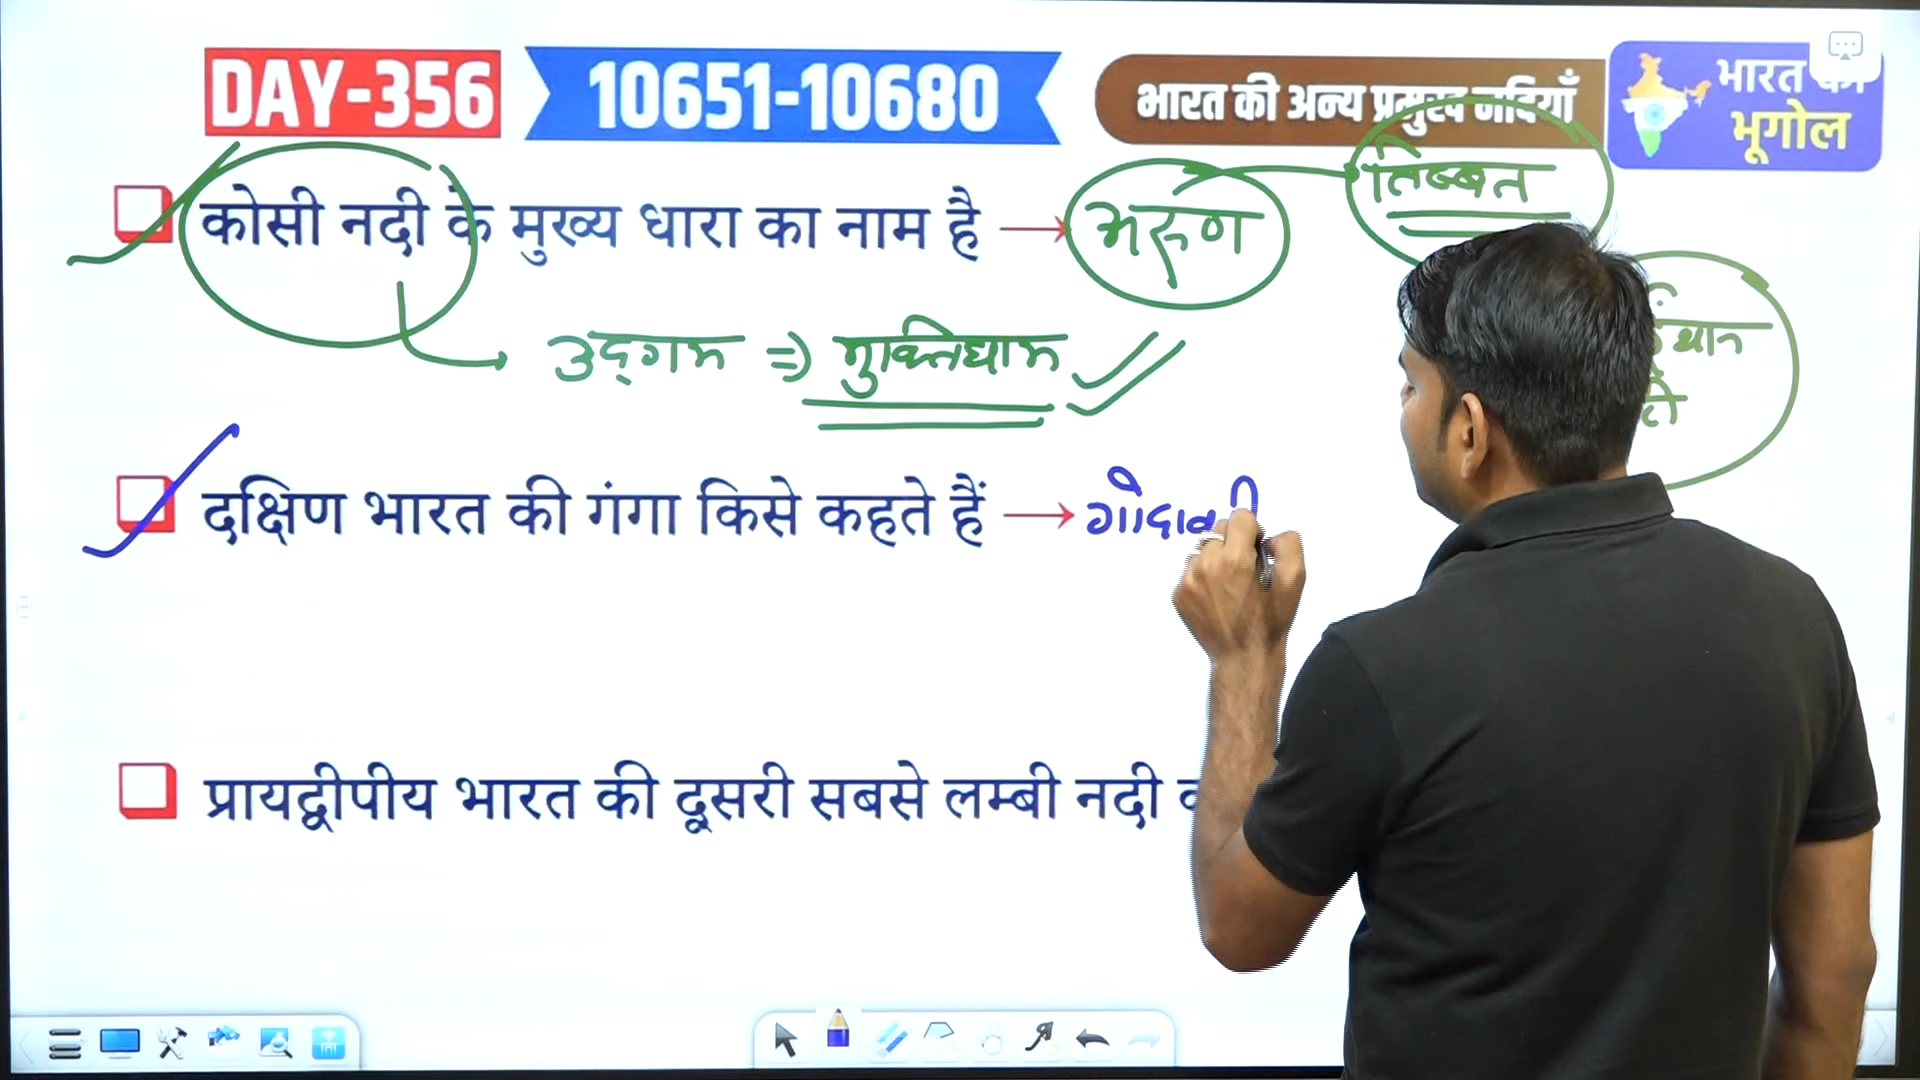 DAY-356 10651-10680 भारत की अन्य प्रमुख नदियाँ भारत का
भूगोल
तिब्बत
कोसी नदी के मुख्य धारा का नाम है → अरुण
उद्गम ⇒ मुक्तिधाम
दक्षिण भारत की गंगा किसे कहते हैं → गोदाव
प्रायद्वीपीय भारत की दूसरी सबसे लम्बी नदी